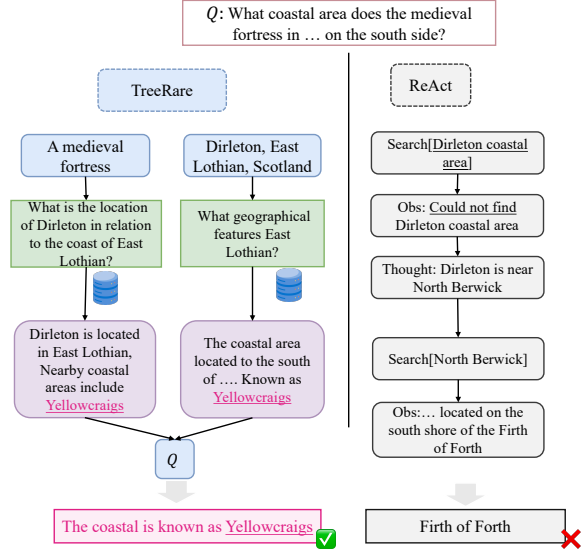 Q: What coastal area does the medieval
fortress in … on the south side?
TreeRare
A medieval
fortress
Dirleton, East
Lothian, Scotland
What is the location
of Dirleton in relation
to the coast of East
Lothian?
What geographical
features East
Lothian?
Dirleton is located
in East Lothian,
Nearby coastal
areas include
Yellowcraigs
The coastal area
located to the south
of …. Known as
Yellowcraigs
Q
The coastal is known as Yellowcraigs
ReAct
Search[Dirleton coastal
area]
Obs: Could not find
Dirleton coastal area
Thought: Dirleton is near
North Berwick
Search[North Berwick]
Obs:… located on the
south shore of the Firth
of Forth
Firth of Forth